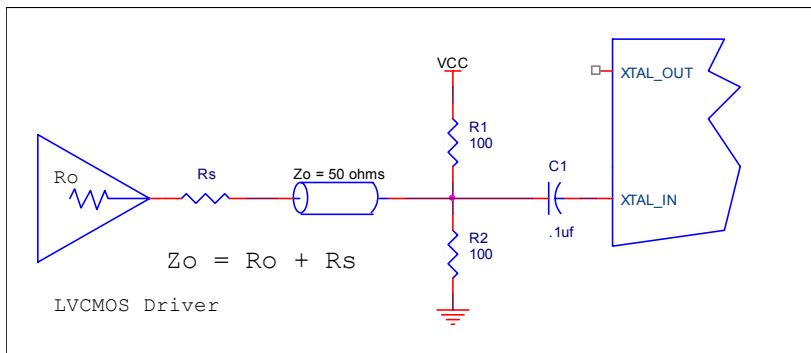 VCC
XTAL_OUT
R1
100
Ro
Rs
Zo = 50 ohms
C1
XTAL_IN
.1uf
R2
100
Zo = Ro + Rs
LVCMOS Driver